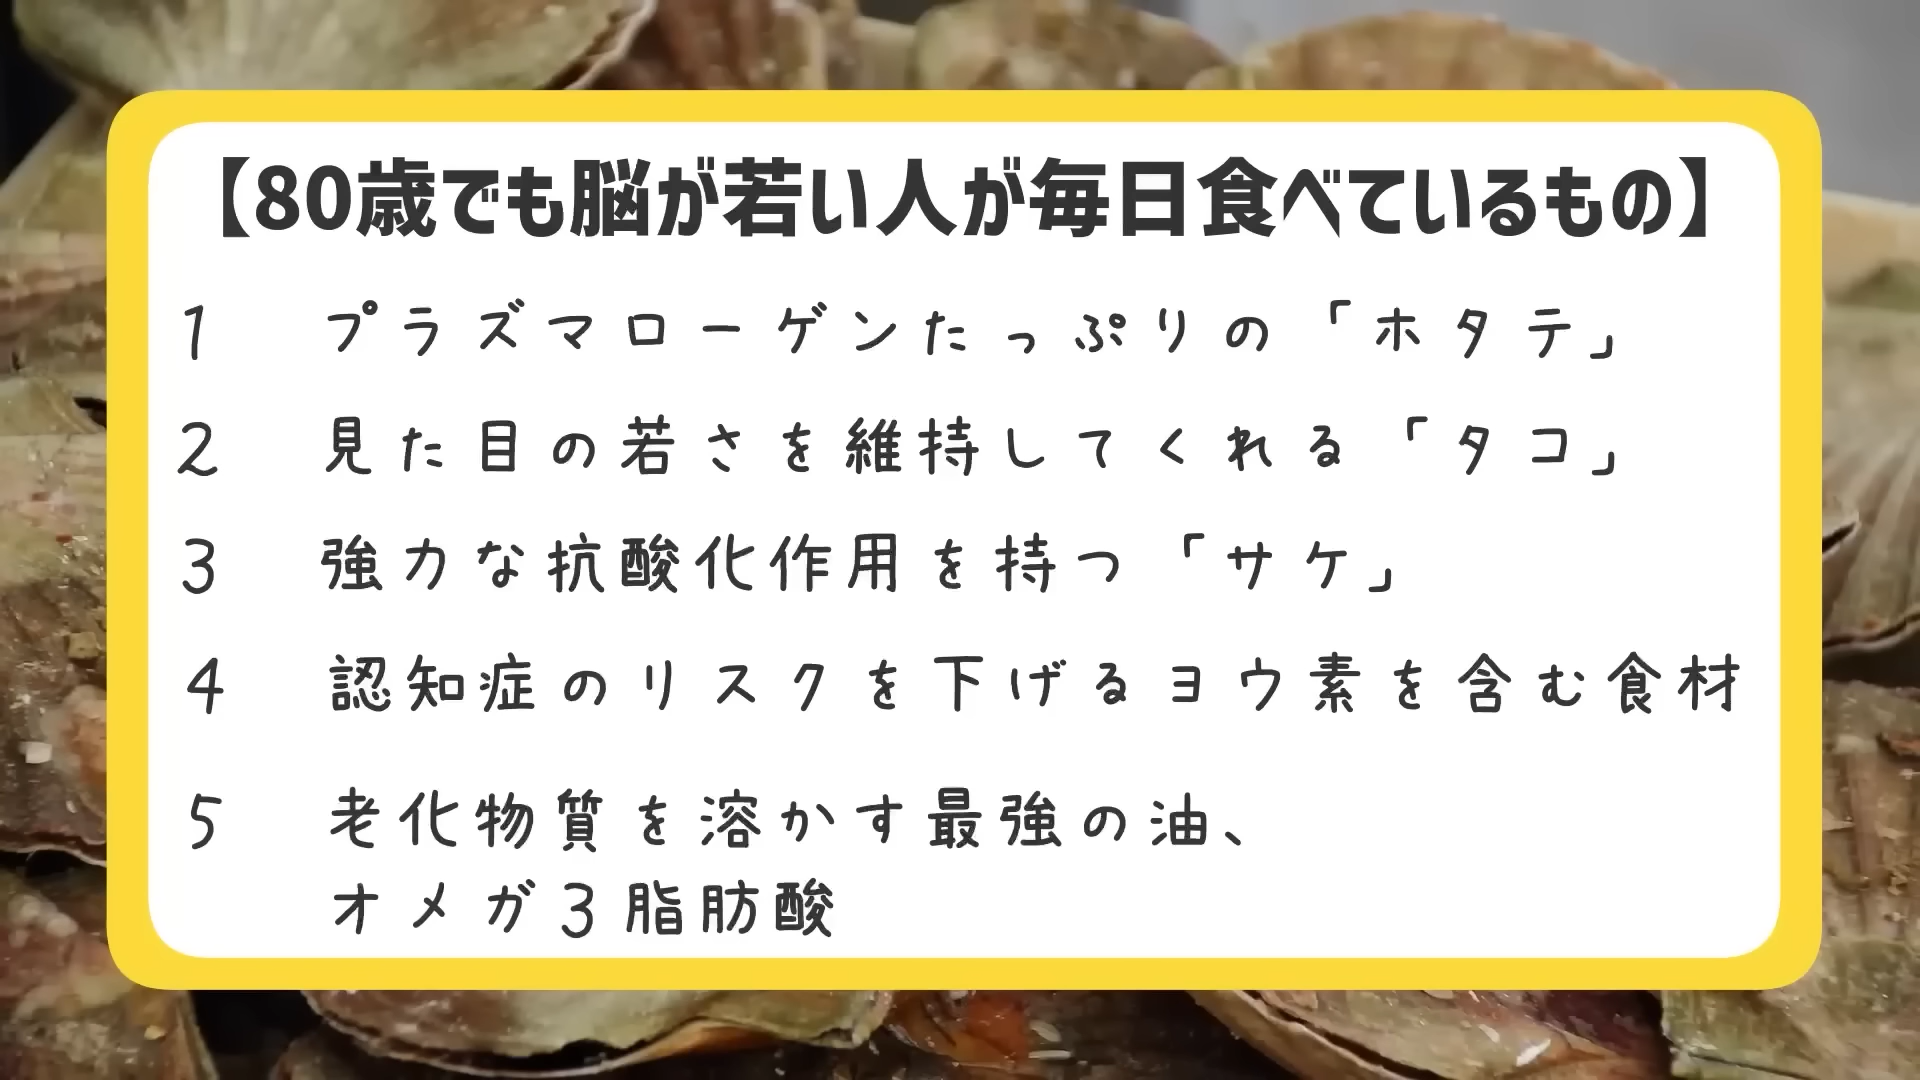 【80歳でも脳が若い人が毎日食べているもの】
1 プラズマローゲンたっぷりの「ホタテ」
2 見た目の若さを維持してくれる「タコ」
3 強力な抗酸化作用を持つ「サケ」
4 認知症のリスクを下げるヨウ素を含む食材
5 老化物質を溶かす最強の油、
オメガ3脂肪酸